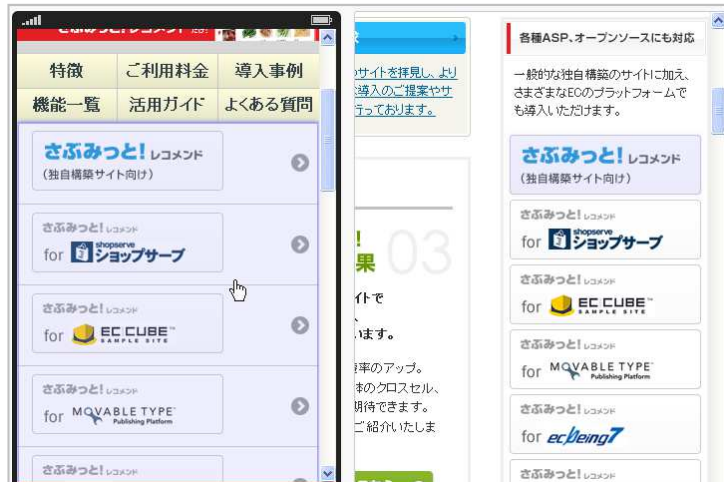 特徴 ご利用料金 導入事例
機能一覧 活用ガイド よくある質問
さぶみっと! レコメンド
(独自構築サイト向け)
さぶみっと! レコメンド
for shopserve ショップサーブ
さぶみっと! レコメンド
for EC CUBE™
SAMPLE SITE
さぶみっと! レコメンド
for MOVABLE TYPE
Publishing Platform
さぶみっと! レコメンド
サイトを拝見し、より
導入のご提案やサ
行っております。
!
果 03
イトで
、
います。
率のアップ。
体のクロスセル、
期待できます。
ご紹介いたしま
各種ASP、オープンソースにも対応
一般的な独自構築のサイトに加え、
さまざまなECのプラットフォームで
も導入いただけます。
さぶみっと! レコメンド
(独自構築サイト向け)
さぶみっと! レコメンド
for shopserve ショップサーブ
さぶみっと! レコメンド
for EC CUBE™
SAMPLE SITE
さぶみっと! レコメンド
for MOVABLE TYPE
Publishing Platform
さぶみっと! レコメンド
for ecbeing7
さぶみっと! レコメンド